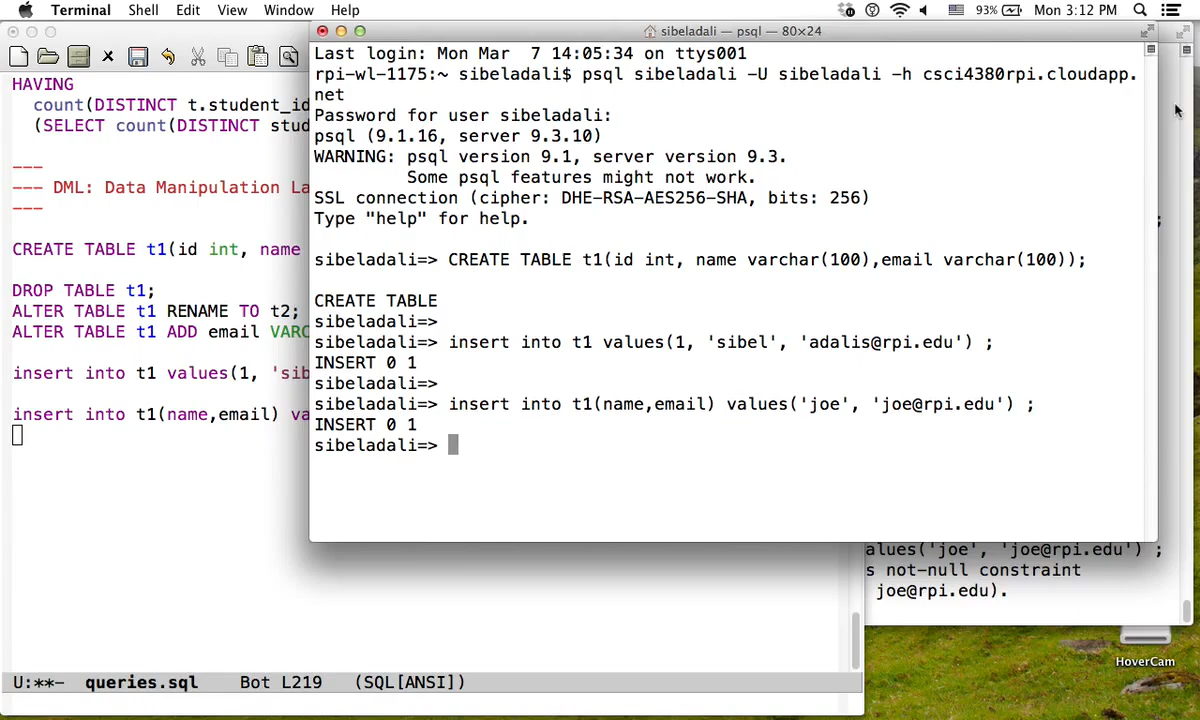 Terminal Shell Edit View Window Help 93% Mon 3:12 PM
sibeladali — psql — 80×24
Last login: Mon Mar  7 14:05:34 on ttys001
rpi-wl-1175:~ sibeladali$ psql sibeladali -U sibeladali -h csci4380rpi.cloudapp.
net
Password for user sibeladali:
psql (9.1.16, server 9.3.10)
WARNING: psql version 9.1, server version 9.3.
Some psql features might not work.
SSL connection (cipher: DHE-RSA-AES256-SHA, bits: 256)
Type "help" for help.
sibeladali=> CREATE TABLE t1(id int, name varchar(100),email varchar(100));
CREATE TABLE
sibeladali=>
sibeladali=> insert into t1 values(1, 'sibel', 'adalis@rpi.edu') ;
INSERT 0 1
sibeladali=>
sibeladali=> insert into t1(name,email) values('joe', 'joe@rpi.edu') ;
INSERT 0 1
sibeladali=>
HAVING
count(DISTINCT t.student_id
(SELECT count(DISTINCT stud
---
--- DML: Data Manipulation La
---
CREATE TABLE t1(id int, name
DROP TABLE t1;
ALTER TABLE t1 RENAME TO t2;
ALTER TABLE t1 ADD email VARC
insert into t1 values(1, 'sib
insert into t1(name,email) va
;
alues('joe', 'joe@rpi.edu') ;
s not-null constraint
joe@rpi.edu).
HoverCam
U:**-  queries.sql    Bot L219   (SQL[ANSI])